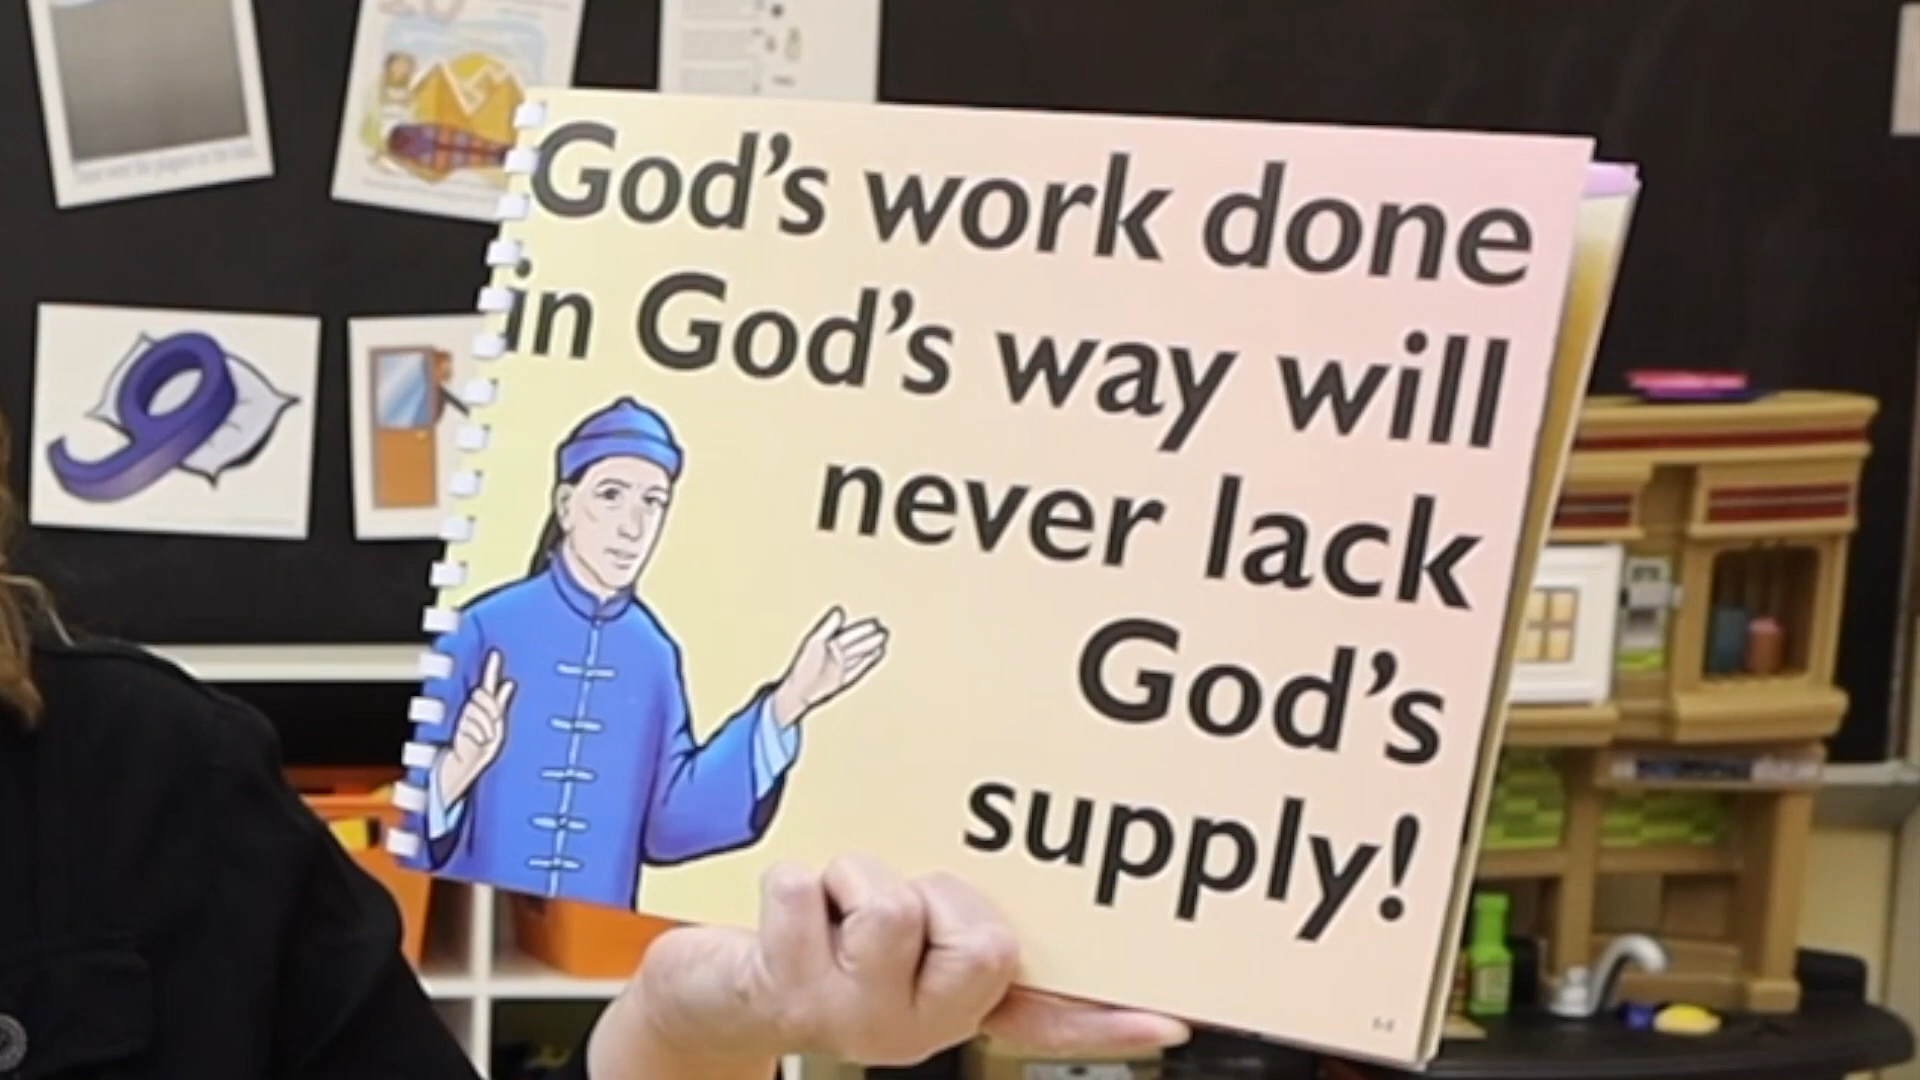 God's work done
in God's way will
never lack
God's
supply!